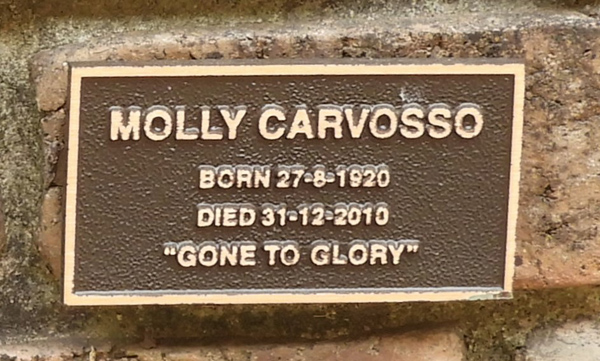 MOLLY CARVOSSO
BORN 27-8-1920
DIED 31-12-2010
“GONE TO GLORY”